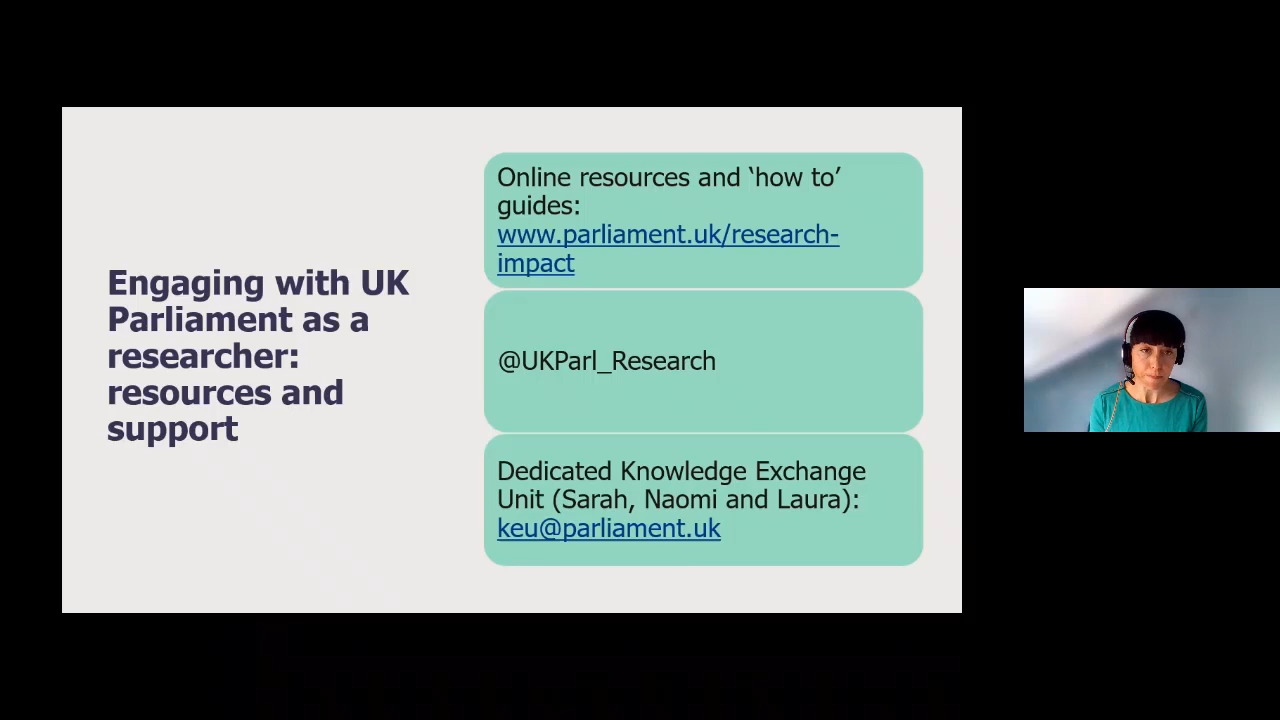 Engaging with UK
Parliament as a
researcher:
resources and
support
Online resources and ‘how to’
guides:
www.parliament.uk/research-
impact
@UKParl_Research
Dedicated Knowledge Exchange
Unit (Sarah, Naomi and Laura):
keu@parliament.uk